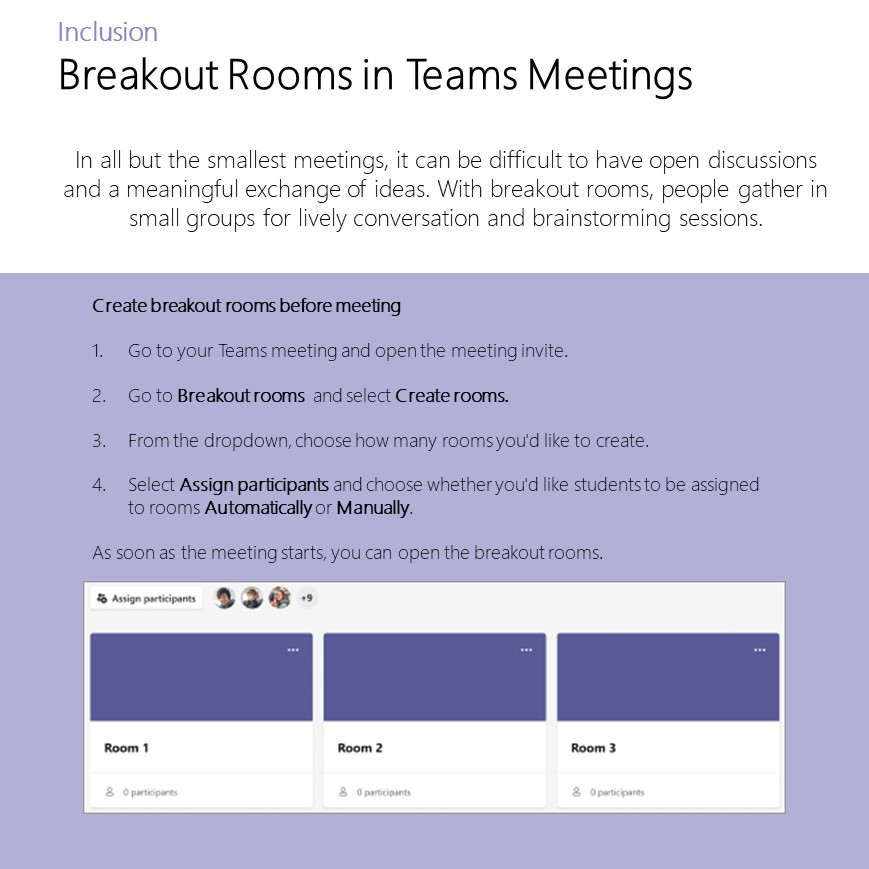 Inclusion
Breakout Rooms in Teams Meetings
In all but the smallest meetings, it can be difficult to have open discussions
and a meaningful exchange of ideas. With breakout rooms, people gather in
small groups for lively conversation and brainstorming sessions.
Create breakout rooms before meeting
1. Go to your Teams meeting and open the meeting invite.
2. Go to Breakout rooms and select Create rooms.
3. From the dropdown, choose how many rooms you'd like to create.
4. Select Assign participants and choose whether you'd like students to be assigned
to rooms Automatically or Manually.
As soon as the meeting starts, you can open the breakout rooms.
Assign participants +9
Room 1 Room 2 Room 3
0 participants 0 participants 0 participants